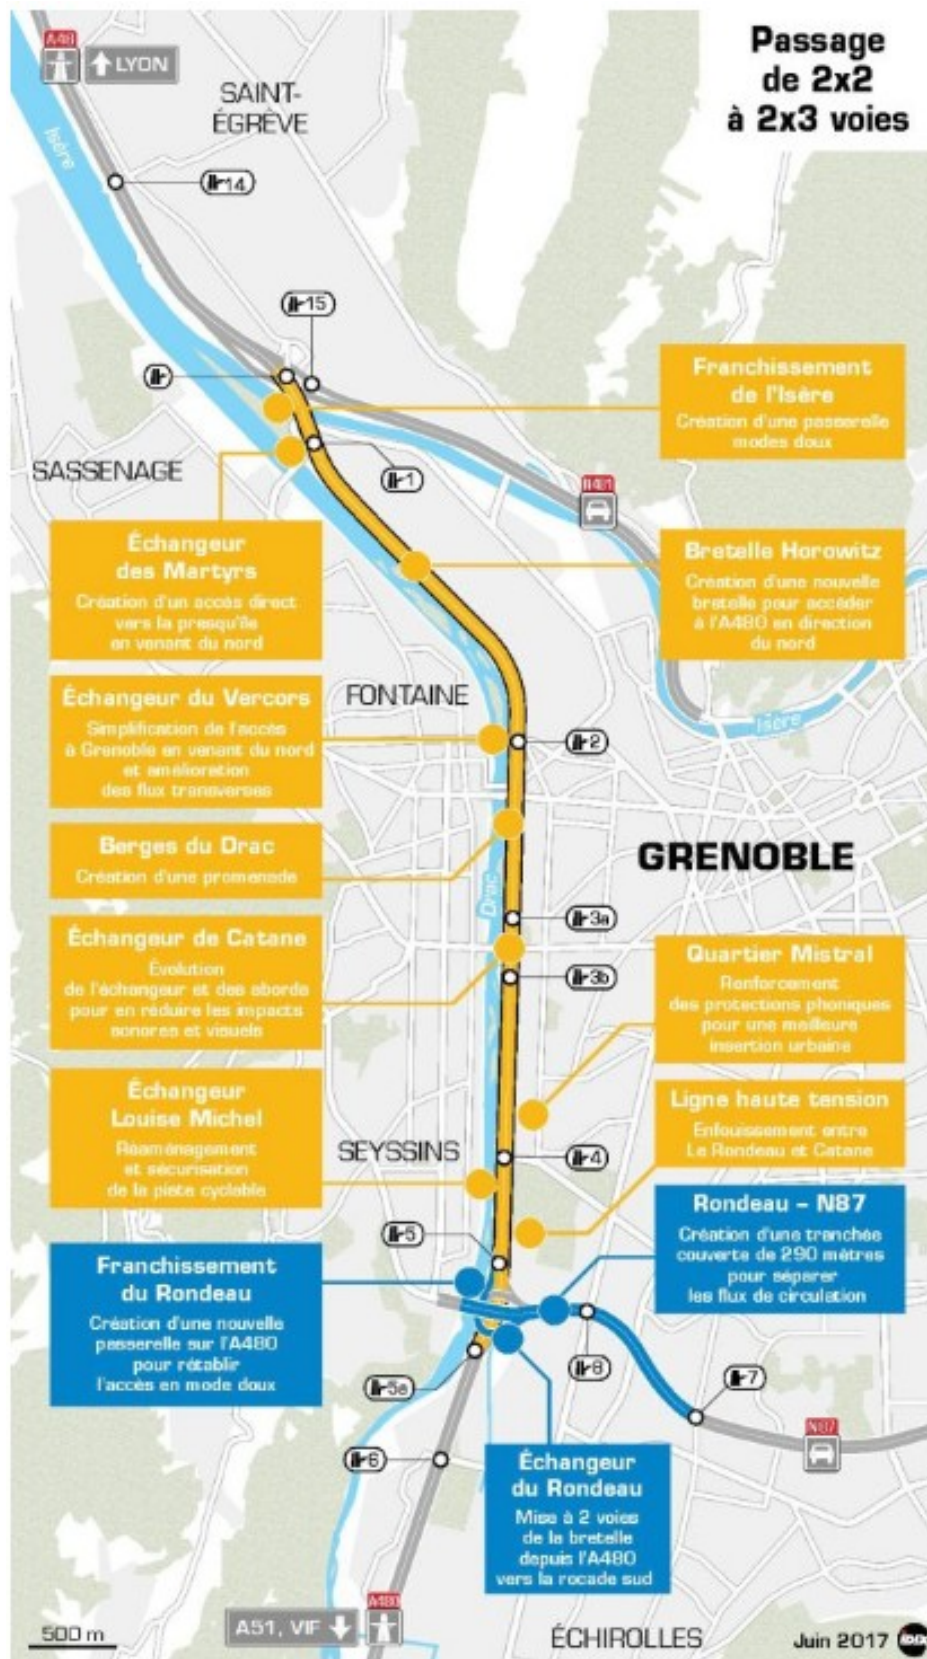 Passage
de 2x2
à 2x3 voies
A48
LYON
SAINT-
ÉGRÈVE
Isère
14
15
Franchissement
de l'Isère
Création d'une passerelle
modes doux
SASSENAGE
1
N481
Échangeur
des Martyrs
Création d'un accès direct
vers la presqu'île
en venant du nord
Bretelle Horowitz
Création d'une nouvelle
bretelle pour accéder
à l'A480 en direction
du nord
Échangeur du Vercors
Simplification de l'accès
à Grenoble en venant du nord
et amélioration
des flux transverses
FONTAINE
Isère
2
Berges du Drac
Création d'une promenade
GRENOBLE
Drac
3a
Échangeur de Catane
Évolution
de l'échangeur et des abords
pour en réduire les impacts
sonores et visuels
3b
Quartier Mistral
Renforcement
des protections phoniques
pour une meilleure
insertion urbaine
Échangeur
Louise Michel
Réaménagement
et sécurisation
de la piste cyclable
SEYSSINS
4
Ligne haute tension
Enfouissement entre
Le Rondeau et Catane
5
Rondeau – N87
Création d'une tranchée
couverte de 290 mètres
pour séparer
les flux de circulation
Franchissement
du Rondeau
Création d'une nouvelle
passerelle sur l'A480
pour rétablir
l'accès en mode doux
8
7
5a
6
N87
Échangeur
du Rondeau
Mise à 2 voies
de la bretelle
depuis l'A480
vers la rocade sud
A480
A51, VIF
500 m
ÉCHIROLLES
Juin 2017